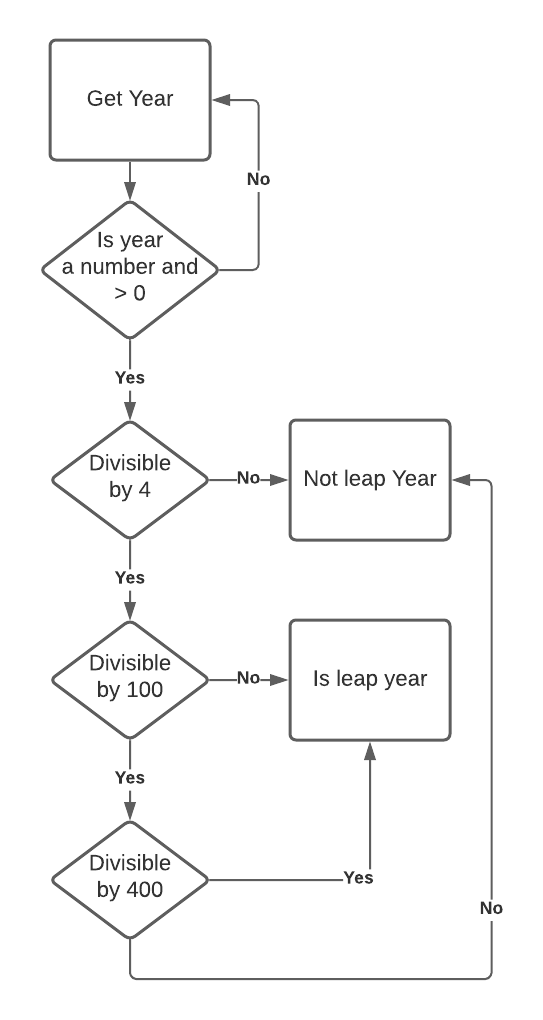 Get Year
No
Is year
a number and
> 0
Yes
Divisible
by 4
No
Not leap Year
Yes
Divisible
by 100
No
Is leap year
Yes
Divisible
by 400
Yes
No